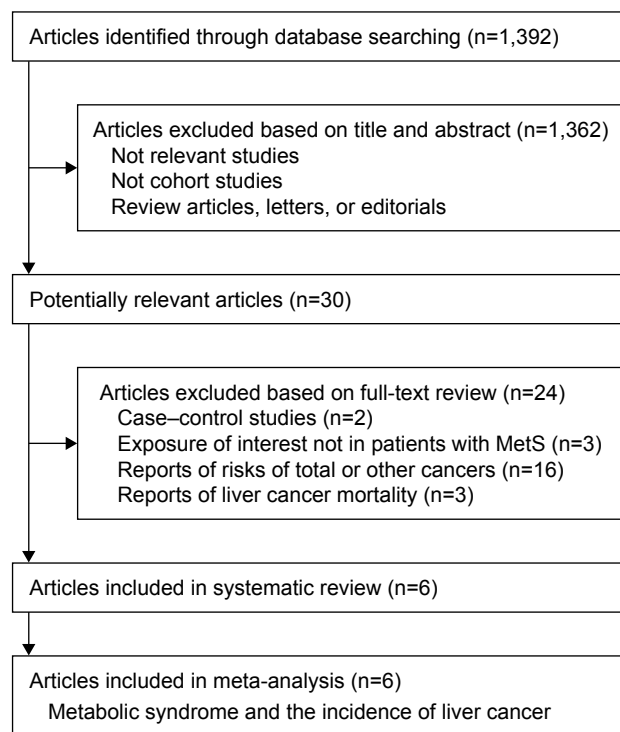 Articles identified through database searching (n=1,392)
Articles excluded based on title and abstract (n=1,362)
Not relevant studies
Not cohort studies
Review articles, letters, or editorials
Potentially relevant articles (n=30)
Articles excluded based on full-text review (n=24)
Case–control studies (n=2)
Exposure of interest not in patients with MetS (n=3)
Reports of risks of total or other cancers (n=16)
Reports of liver cancer mortality (n=3)
Articles included in systematic review (n=6)
Articles included in meta-analysis (n=6)
Metabolic syndrome and the incidence of liver cancer